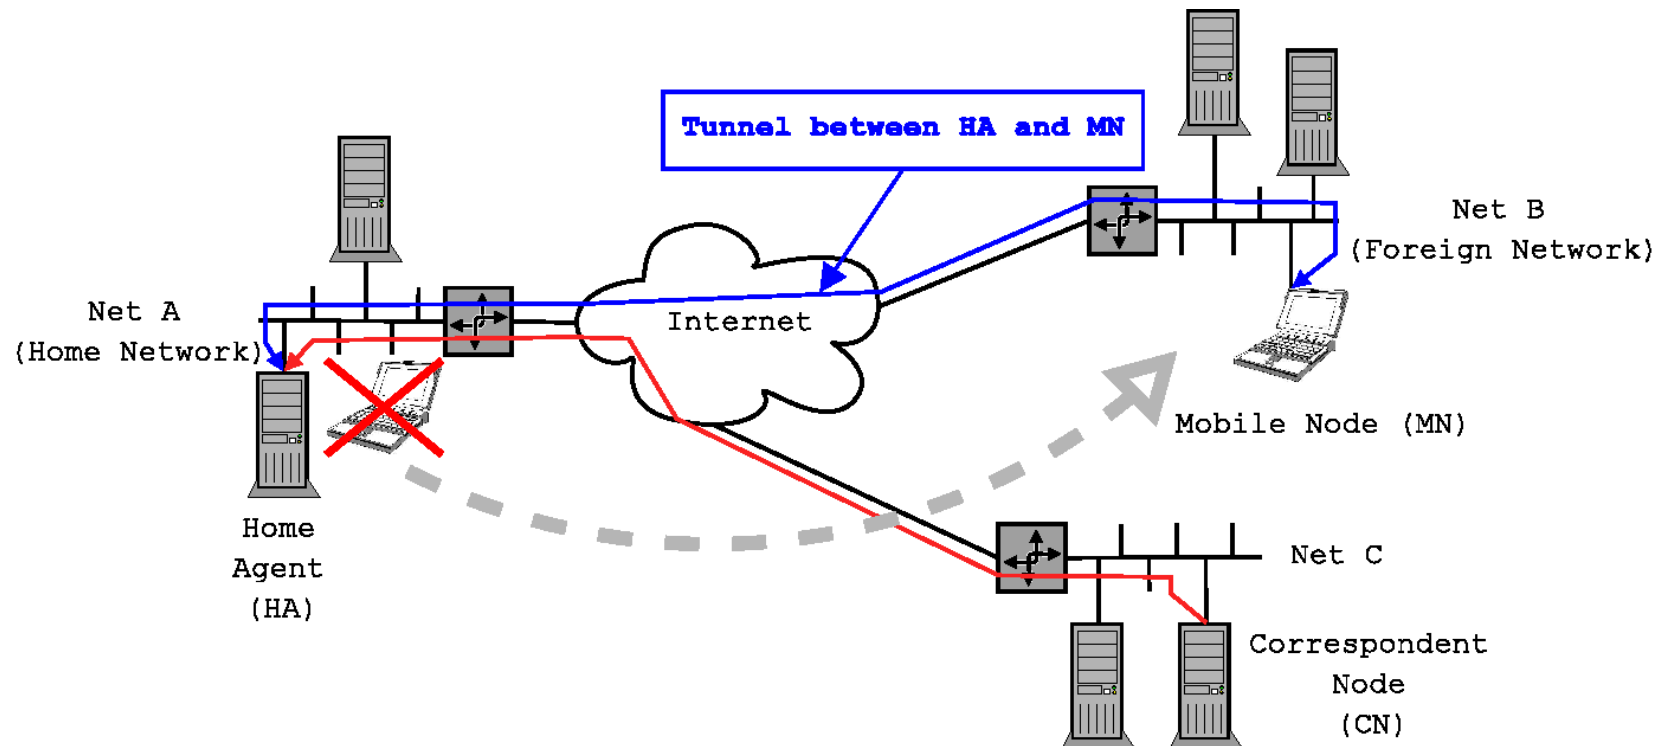 Tunnel between HA and MN
Net B
(Foreign Network)
Net A
(Home Network)
Internet
Mobile Node (MN)
Home
Agent
(HA)
Net C
Correspondent
Node
(CN)